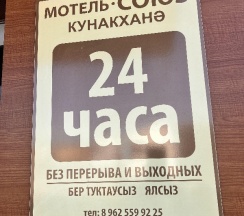 МОТЕЛЬ·СОЮЗ
КУНАКХАНӘ
24
часа
БЕЗ ПЕРЕРЫВА И ВЫХОДНЫХ
БЕР ТУКТАУСЫЗ ЯЛСЫЗ
тел: 8 962 559 92 25